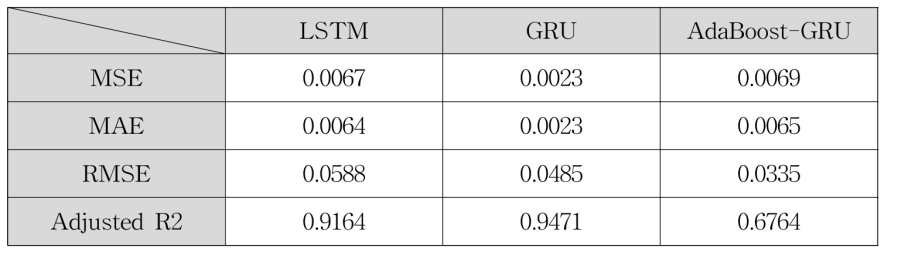 LSTM GRU AdaBoost-GRU
MSE 0.0067 0.0023 0.0069
MAE 0.0064 0.0023 0.0065
RMSE 0.0588 0.0485 0.0335
Adjusted R2 0.9164 0.9471 0.6764